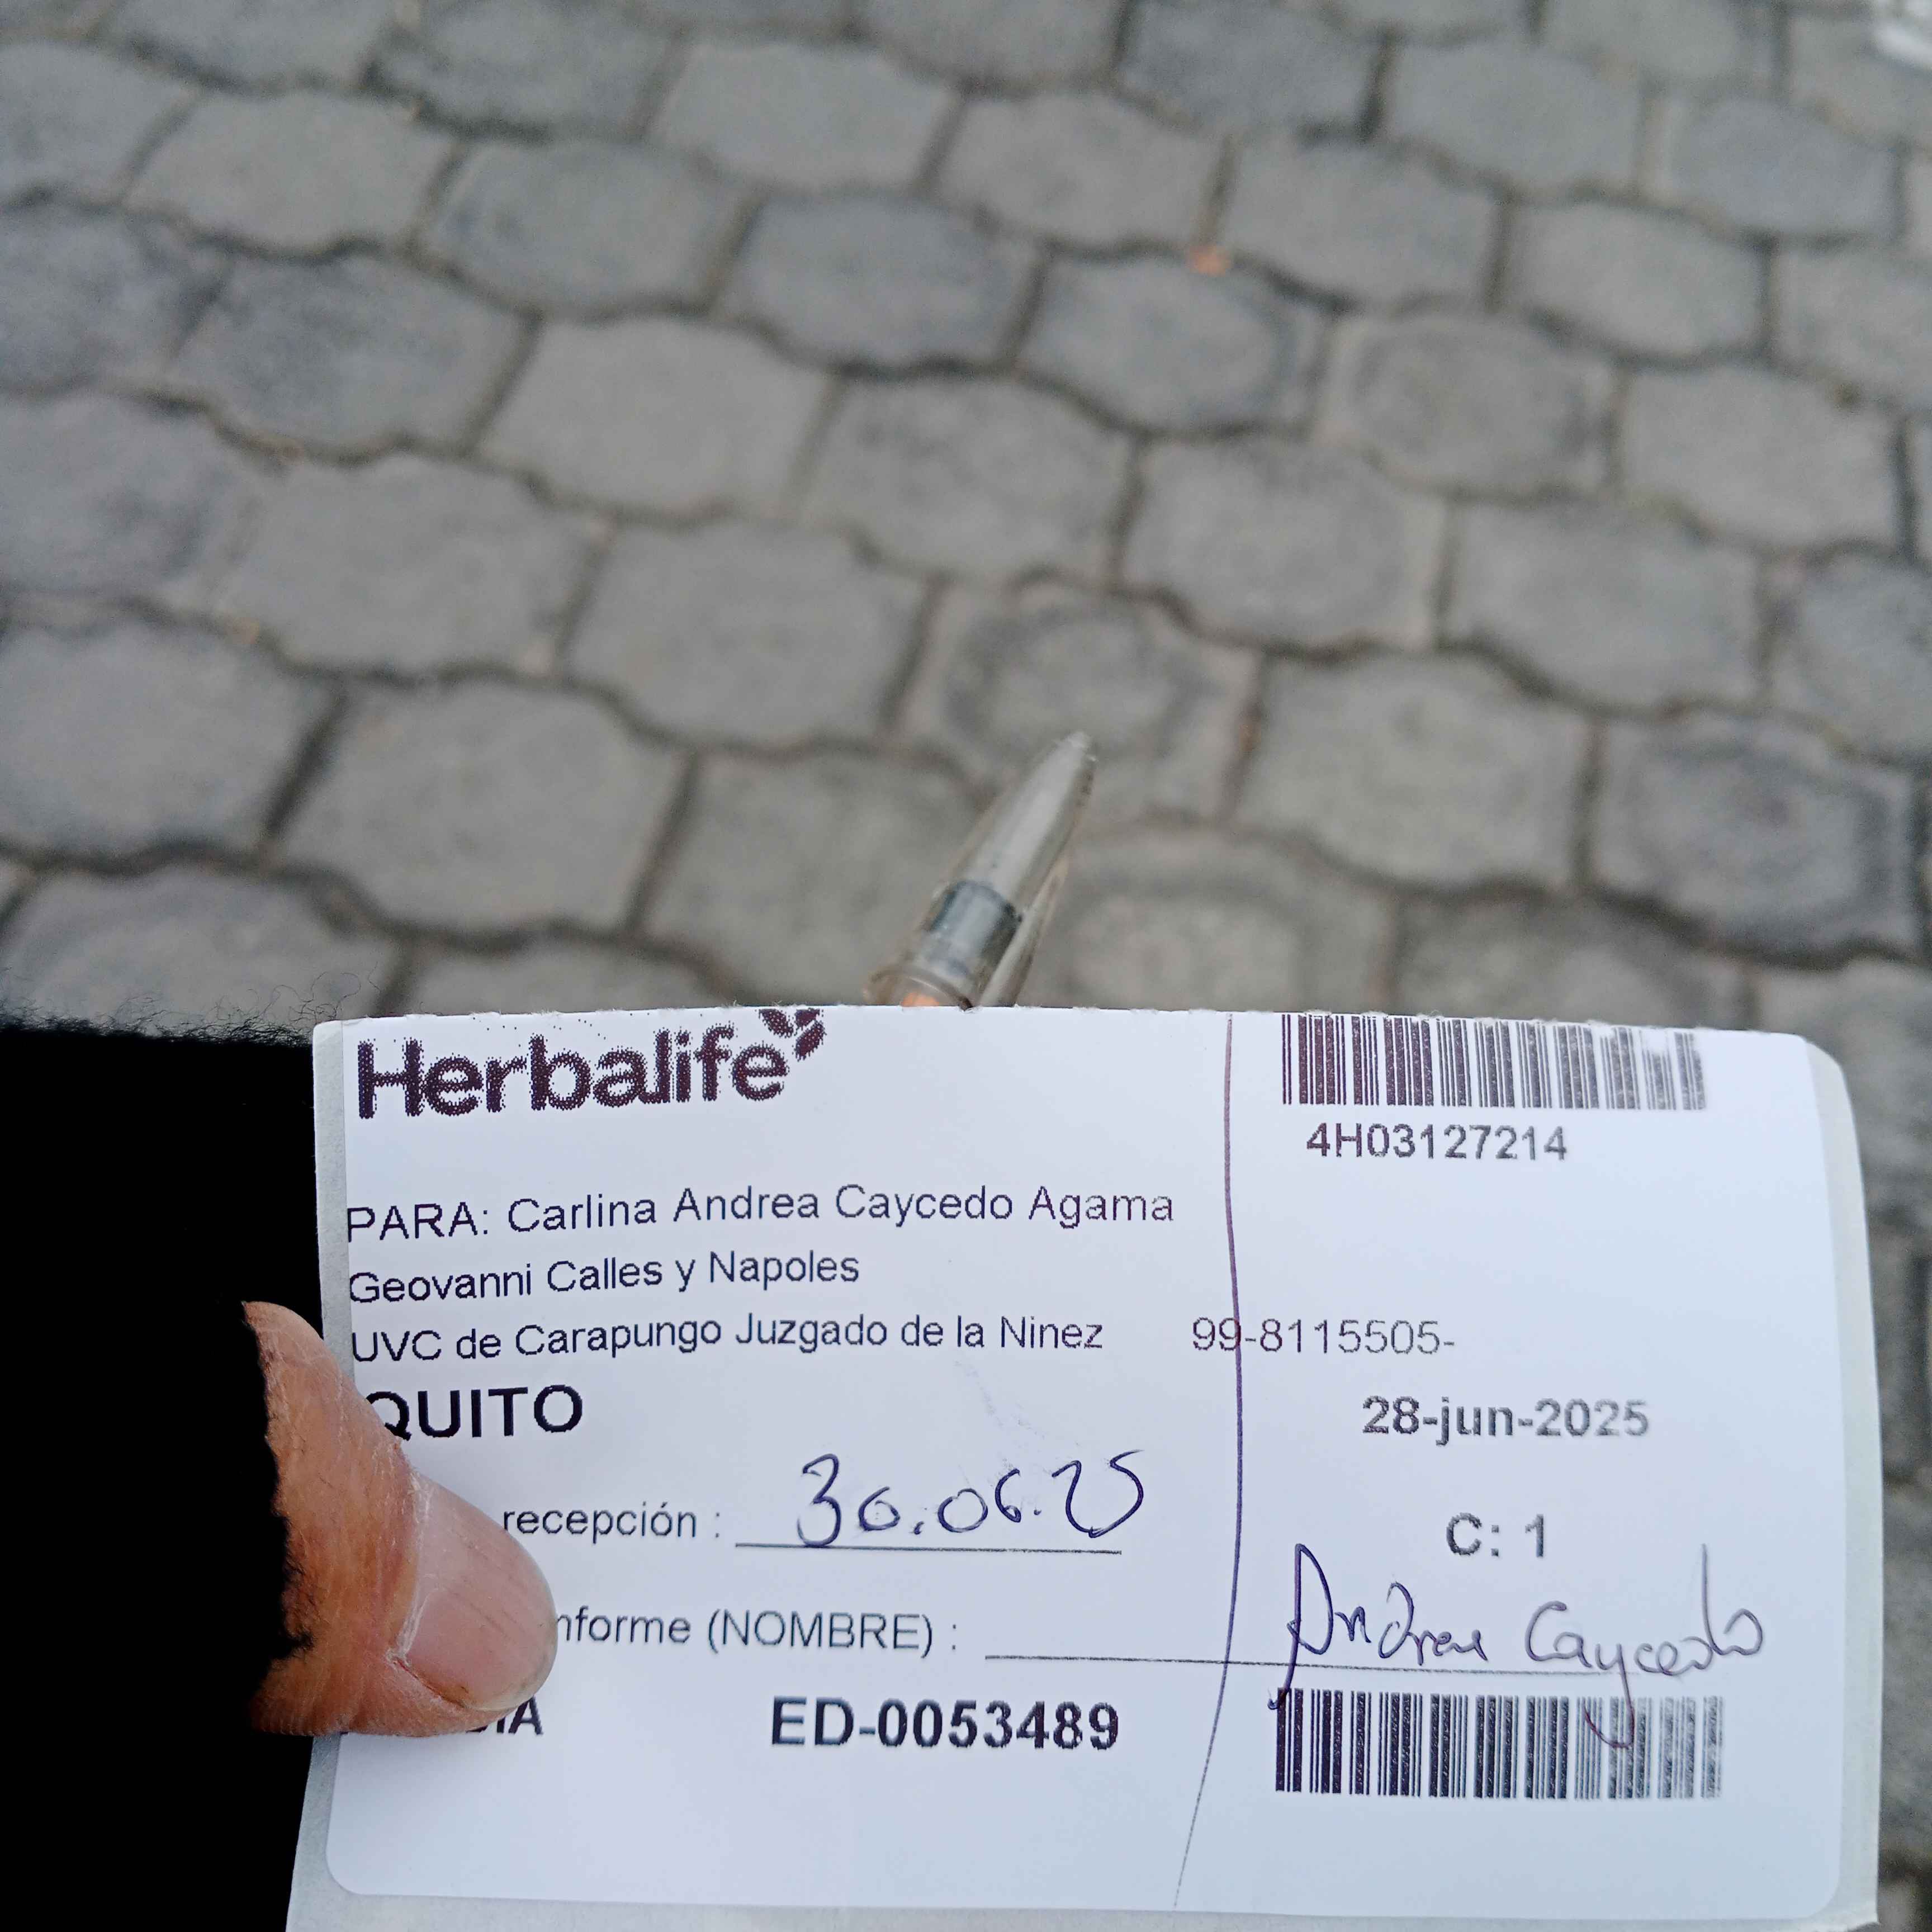 Herbalife
4H03127214
PARA: Carlina Andrea Caycedo Agama
Geovanni Calles y Napoles
UVC de Carapungo Juzgado de la Ninez 99-8115505-
QUITO 28-jun-2025
recepción : 30.06.25
C: 1
nforme (NOMBRE) : Andrea Caycedo
ED-0053489